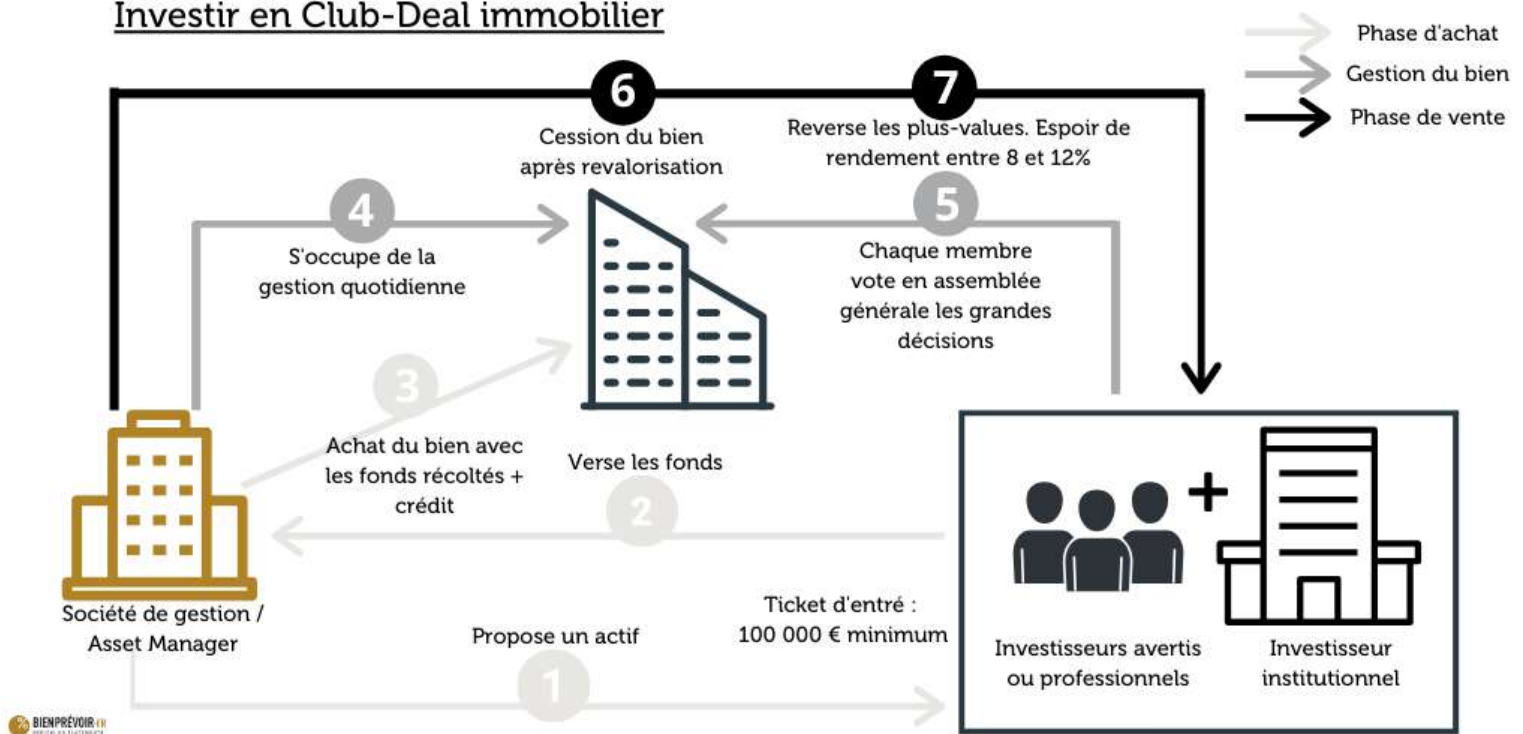 Investir en Club-Deal immobilier
Phase d'achat
Gestion du bien
Phase de vente
6
7
Cession du bien
après revalorisation
Reverse les plus-values. Espoir de
rendement entre 8 et 12%
4
5
S'occupe de la
gestion quotidienne
Chaque membre
vote en assemblée
générale les grandes
décisions
3
Achat du bien avec
les fonds récoltés +
crédit
Verse les fonds
2
Société de gestion /
Asset Manager
Propose un actif
1
Ticket d'entré :
100 000 € minimum
Investisseurs avertis
ou professionnels
+
Investisseur
institutionnel
% BIENPRÉVOIR.FR